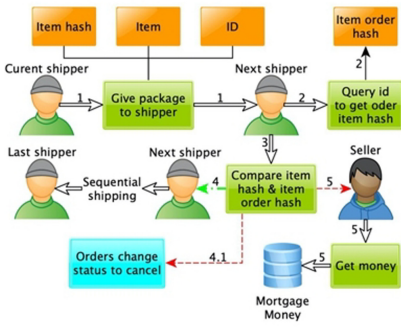 Item hash
Item
ID
Item order
hash
Curent shipper
Next shipper
1
Give package
to shipper
1
2
2
Query id
to get oder
item hash
3
Last shipper
Next shipper
Seller
Sequential
shipping
4
Compare item
hash & item
order hash
5
Orders change
status to cancel
4.1
5
5
Get money
Mortgage
Money